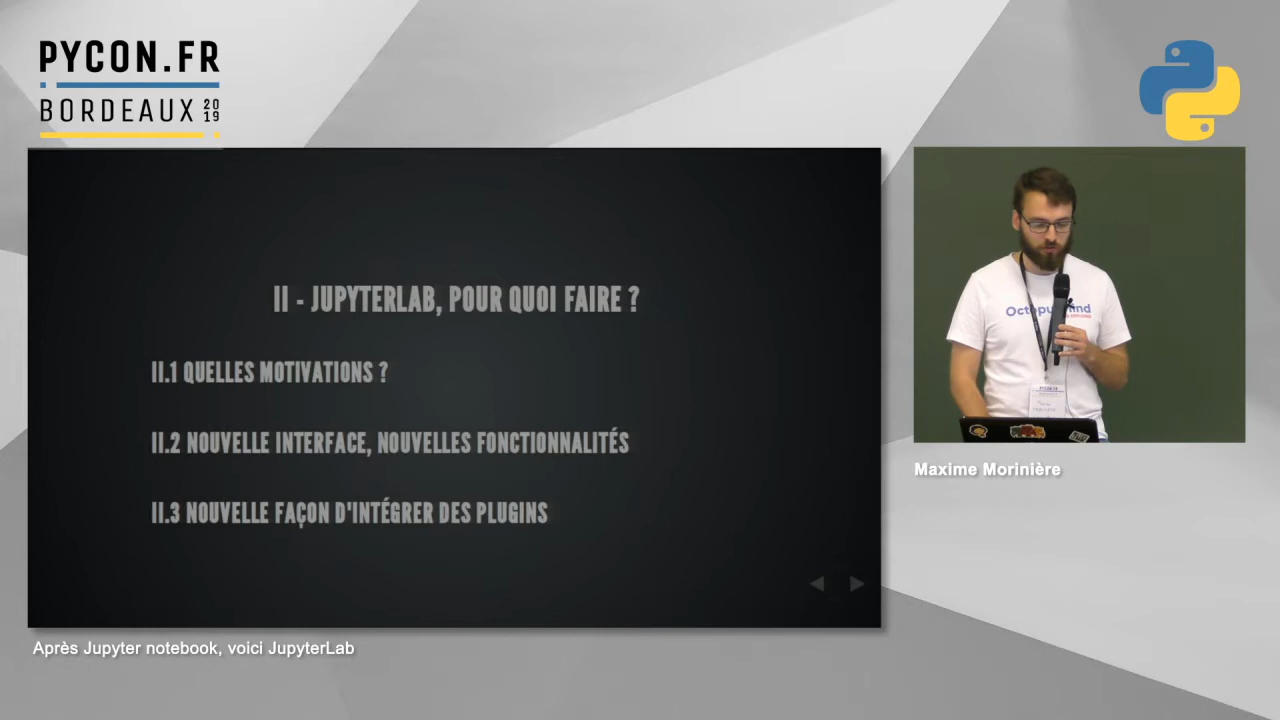 PYCON.FR
BORDEAUX 2019
II - JUPYTERLAB, POUR QUOI FAIRE ?
II.1 QUELLES MOTIVATIONS ?
II.2 NOUVELLE INTERFACE, NOUVELLES FONCTIONNALITÉS
II.3 NOUVELLE FAÇON D'INTÉGRER DES PLUGINS
Maxime Morinière
Après Jupyter notebook, voici JupyterLab